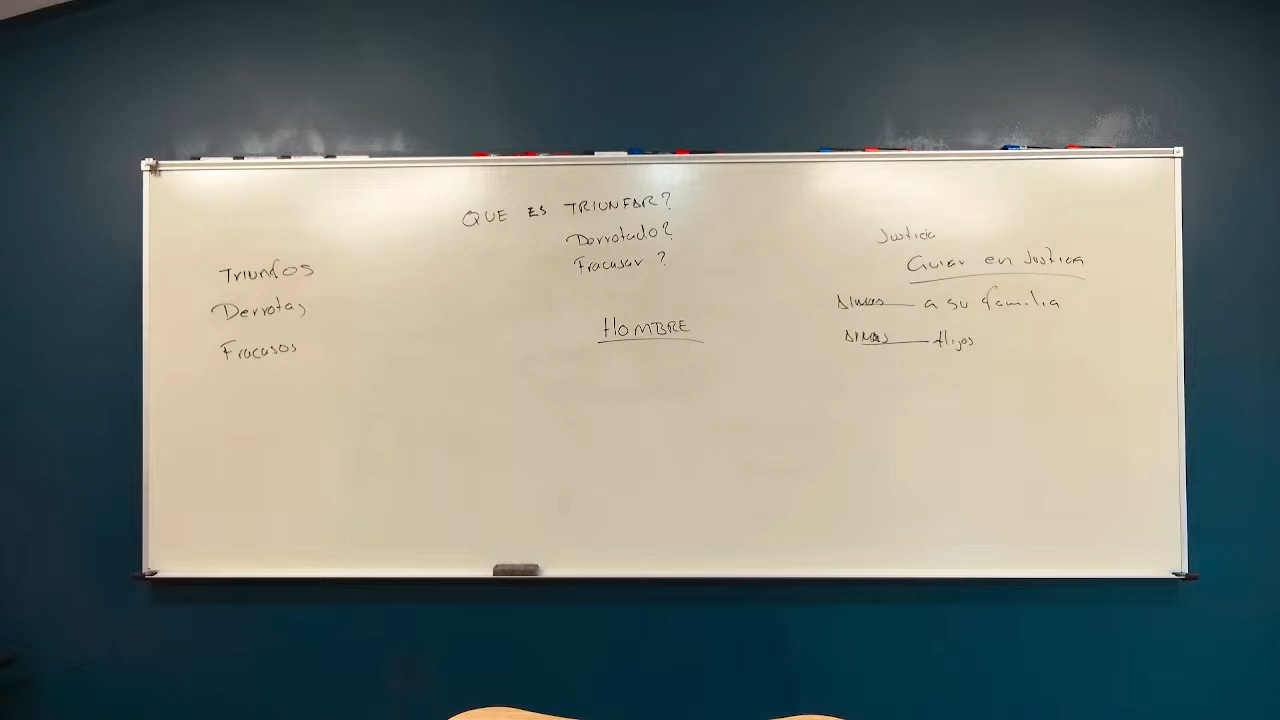 QUE ES TRIUNFAR?
Derrotado?
Fracasar ?
HOMBRE
Triunfos
Derrotas
Fracasos
Justicia
Guiar en Justicia
a su familia
Hijos